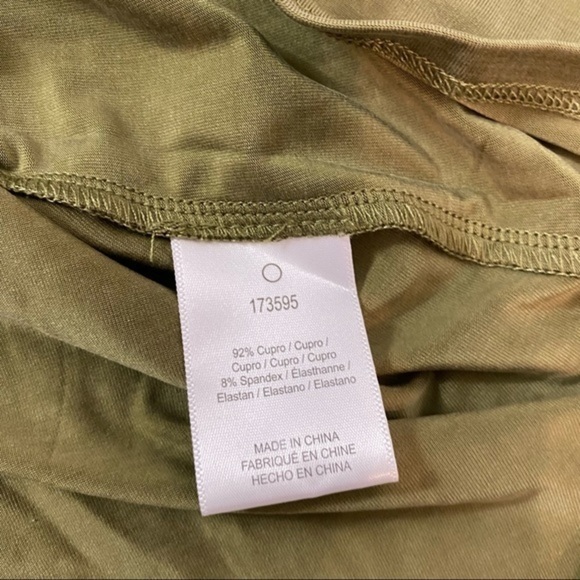 173595
92% Cupro / Cupro /
Cupro / Cupro / Cupro
8% Spandex / Élasthanne /
Elastan / Elastano / Elastano
MADE IN CHINA
FABRIQUÉ EN CHINE
HECHO EN CHINA